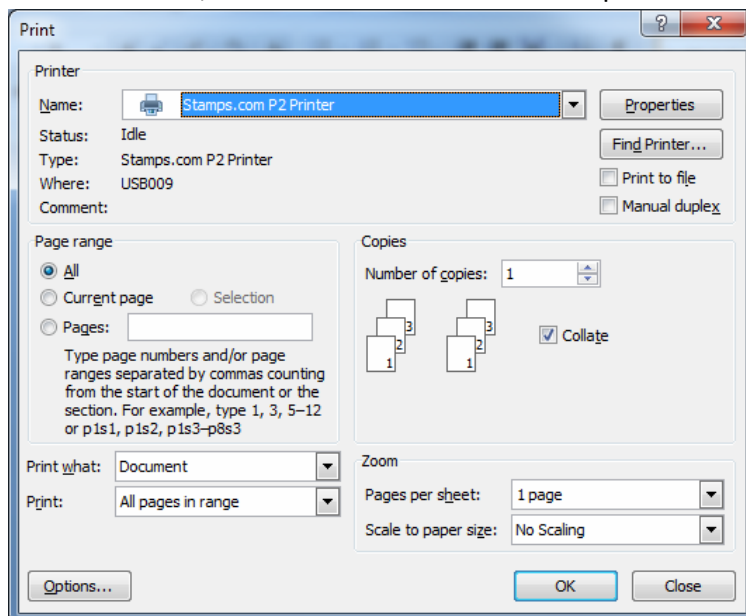 Print
Printer
Name: Stamps.com P2 Printer
Properties
Status: Idle
Find Printer...
Type: Stamps.com P2 Printer
Where: USB009
Print to file
Comment:
Manual duplex
Page range
All
Current page Selection
Pages:
Type page numbers and/or page
ranges separated by commas counting
from the start of the document or the
section. For example, type 1, 3, 5–12
or p1s1, p1s2, p1s3–p8s3
Copies
Number of copies: 1
3 3
2 2
1 1
Collate
Print what: Document
Print: All pages in range
Zoom
Pages per sheet: 1 page
Scale to paper size: No Scaling
Options...
OK
Close